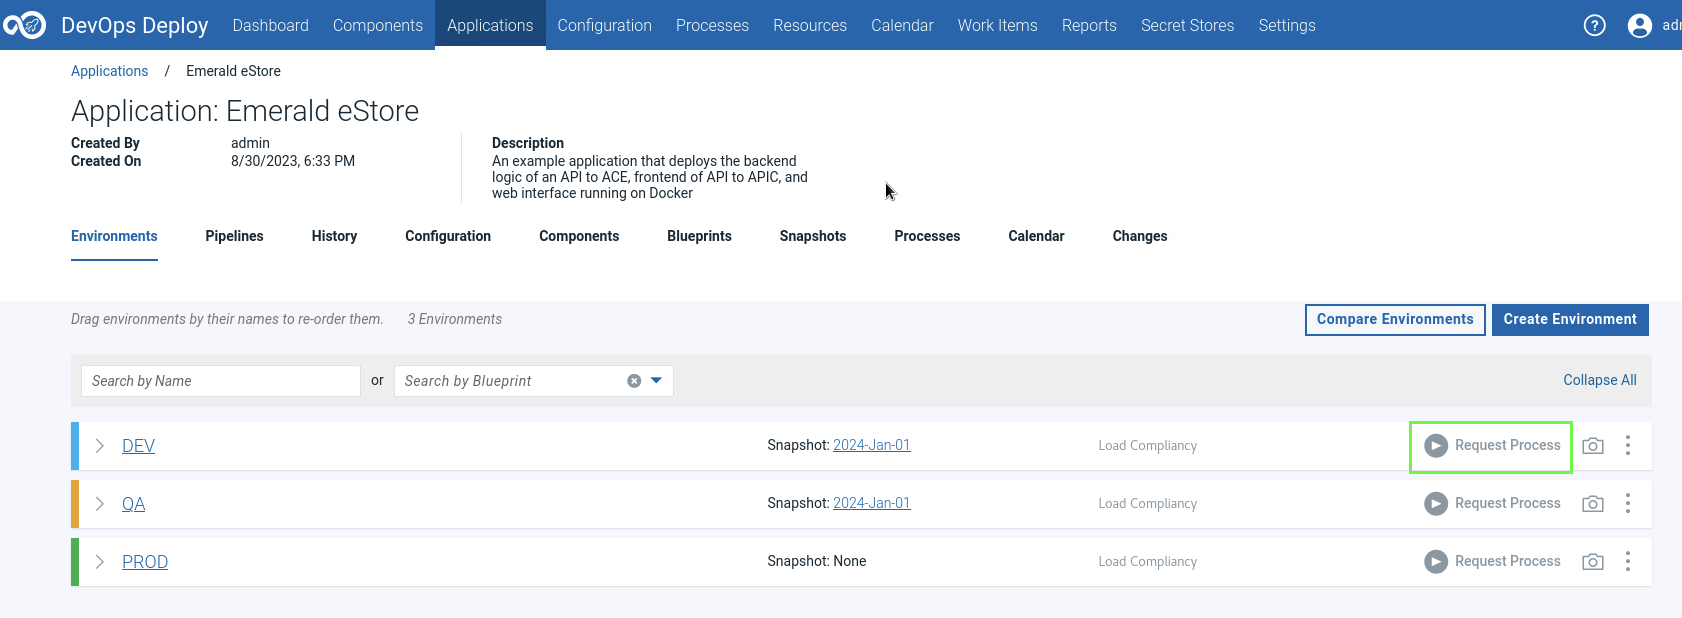 DevOps Deploy Dashboard Components Applications Configuration Processes Resources Calendar Work Items Reports Secret Stores Settings ?
Applications / Emerald eStore
Application: Emerald eStore
Created By admin
Created On 8/30/2023, 6:33 PM
Description
An example application that deploys the backend
logic of an API to ACE, frontend of API to APIC, and
web interface running on Docker
Environments Pipelines History Configuration Components Blueprints Snapshots Processes Calendar Changes
Drag environments by their names to re-order them. 3 Environments Compare Environments Create Environment
Search by Name or Search by Blueprint Collapse All
DEV Snapshot: 2024-Jan-01 Load Compliancy Request Process
QA Snapshot: 2024-Jan-01 Load Compliancy Request Process
PROD Snapshot: None Load Compliancy Request Process